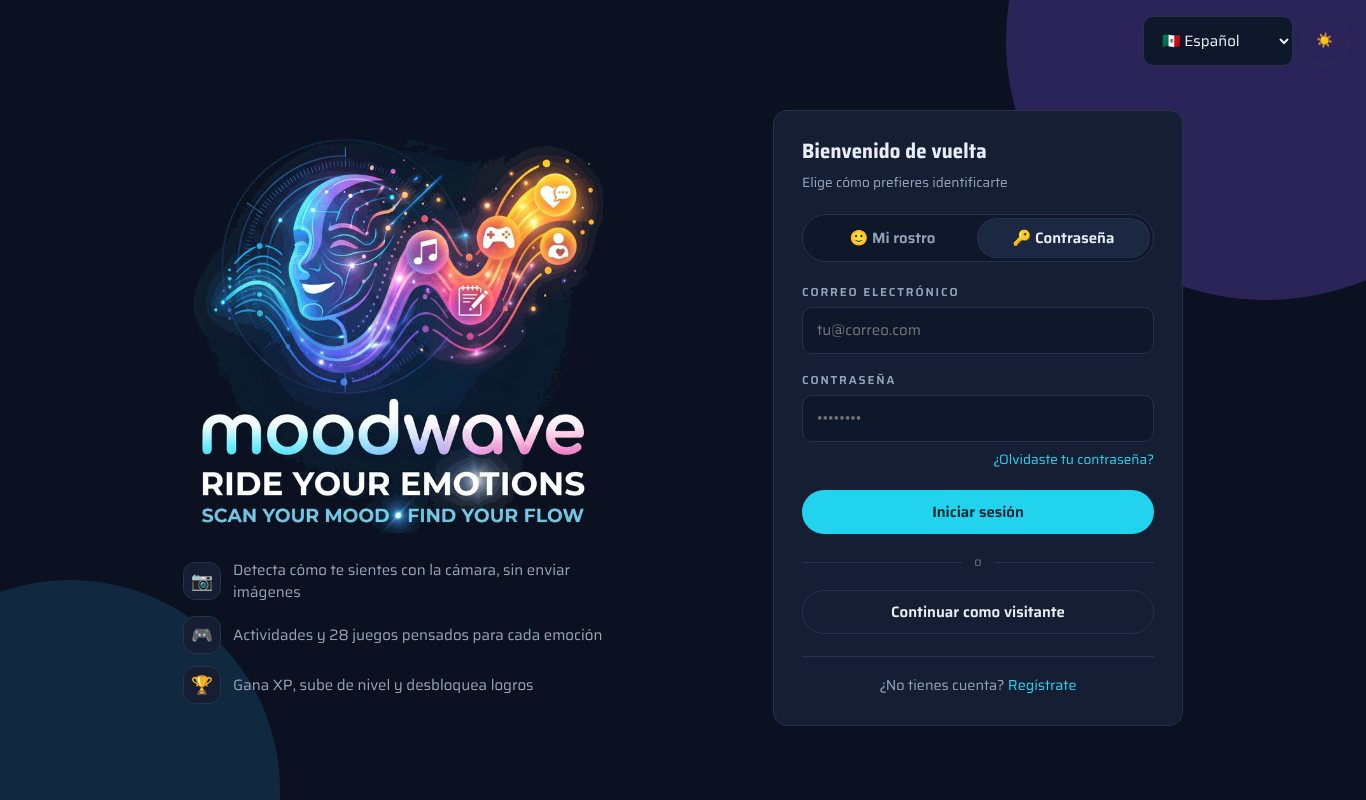 Español
moodwave
RIDE YOUR EMOTIONS
SCAN YOUR MOOD • FIND YOUR FLOW
Detecta cómo te sientes con la cámara, sin enviar
imágenes
Actividades y 28 juegos pensados para cada emoción
Gana XP, sube de nivel y desbloquea logros
Bienvenido de vuelta
Elige cómo prefieres identificarte
Mi rostro
Contraseña
CORREO ELECTRÓNICO
tu@correo.com
CONTRASEÑA
••••••••
¿Olvidaste tu contraseña?
Iniciar sesión
o
Continuar como visitante
¿No tienes cuenta? Regístrate